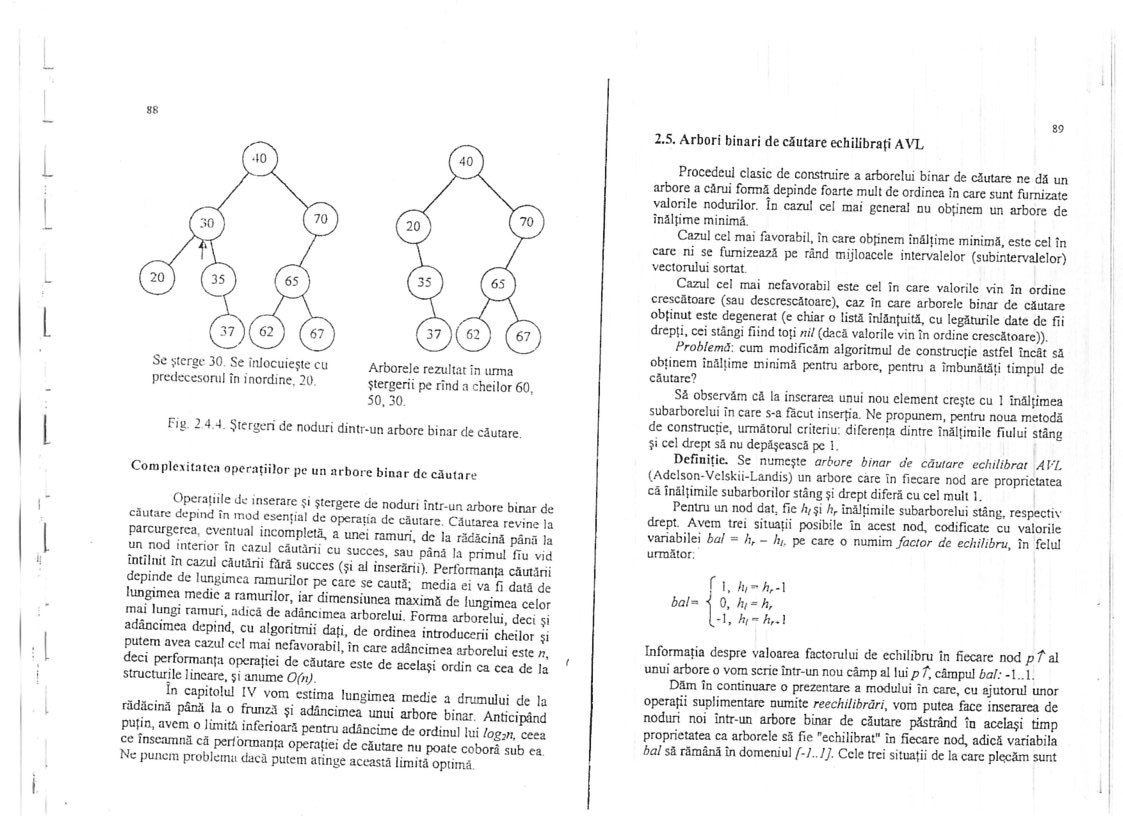 88
40
30
70
20
35
65
37
62
67
Se şterge 30. Se înlocuieşte cu
predecesorul în inordine, 20.
40
20
70
35
65
37
62
67
Arborele rezultat în urma
ştergerii pe rînd a cheilor 60,
50, 30.
Fig. 2.4.4. Ştergeri de noduri dintr-un arbore binar de căutare.
Complexitatea operaţiilor pe un arbore binar de căutare
Operaţiile de inserare şi ştergere de noduri într-un arbore binar de
căutare depind în mod esenţial de operaţia de căutare. Căutarea revine la
parcurgerea, eventual incompletă, a unei ramuri, de la rădăcină până la
un nod interior în cazul căutării cu succes, sau până la primul fiu vid
întîlnit în cazul căutării fără succes (şi al inserării). Performanţa căutării
depinde de lungimea ramurilor pe care se caută; media ei va fi dată de
lungimea medie a ramurilor, iar dimensiunea maximă de lungimea celor
mai lungi ramuri, adică de adâncimea arborelui. Forma arborelui, deci şi
adâncimea depind, cu algoritmii daţi, de ordinea introducerii cheilor şi
putem avea cazul cel mai nefavorabil, în care adâncimea arborelui este n,
deci performanţa operaţiei de căutare este de acelaşi ordin ca cea de la
structurile lineare, şi anume O(n).
În capitolul IV vom estima lungimea medie a drumului de la
rădăcină până la o frunză şi adâncimea unui arbore binar. Anticipând
puţin, avem o limită inferioară pentru adâncime de ordinul lui log₂n, ceea
ce înseamnă că performanţa operaţiei de căutare nu poate coborâ sub ea.
Ne punem problema dacă putem atinge această limită optimă.
89
2.5. Arbori binari de căutare echilibraţi AVL
Procedeul clasic de construire a arborelui binar de căutare ne dă un
arbore a cărui formă depinde foarte mult de ordinea în care sunt furnizate
valorile nodurilor. În cazul cel mai general nu obţinem un arbore de
înălţime minimă.
Cazul cel mai favorabil, în care obţinem înălţime minimă, este cel în
care ni se furnizează pe rând mijloacele intervalelor (subintervalelor)
vectorului sortat.
Cazul cel mai nefavorabil este cel în care valorile vin în ordine
crescătoare (sau descrescătoare), caz în care arborele binar de căutare
obţinut este degenerat (e chiar o listă înlănţuită, cu legăturile date de fii
drepţi, cei stângi fiind toţi nil (dacă valorile vin în ordine crescătoare)).
Problemă: cum modificăm algoritmul de construcţie astfel încât să
obţinem înălţime minimă pentru arbore, pentru a îmbunătăţi timpul de
căutare?
Să observăm că la inserarea unui nou element creşte cu 1 înălţimea
subarborelui în care s-a făcut inserţia. Ne propunem, pentru noua metodă
de construcţie, următorul criteriu: diferenţa dintre înălţimile fiului stâng
şi cel drept să nu depăşească pe 1.
Definiţie. Se numeşte arbore binar de căutare echilibrat AVL
(Adelson-Velskii-Landis) un arbore care în fiecare nod are proprietatea
că înălţimile subarborilor stâng şi drept diferă cu cel mult 1.
Pentru un nod dat, fie hₗ şi hᵣ înălţimile subarborelui stâng, respectiv
drept. Avem trei situaţii posibile în acest nod, codificate cu valorile
variabilei bal = hᵣ – hₗ, pe care o numim factor de echilibru, în felul
următor:
1, hₗ = hᵣ-1
bal= { 0, hₗ = hᵣ
-1, hₗ = hᵣ+1
Informaţia despre valoarea factorului de echilibru în fiecare nod p↑ al
unui arbore o vom scrie într-un nou câmp al lui p↑, câmpul bal: -1..1.
Dăm în continuare o prezentare a modului în care, cu ajutorul unor
operaţii suplimentare numite reechilibrări, vom putea face inserarea de
noduri noi într-un arbore binar de căutare păstrând în acelaşi timp
proprietatea ca arborele să fie "echilibrat" în fiecare nod, adică variabila
bal să rămână în domeniul [-1..1]. Cele trei situaţii de la care plecăm sunt